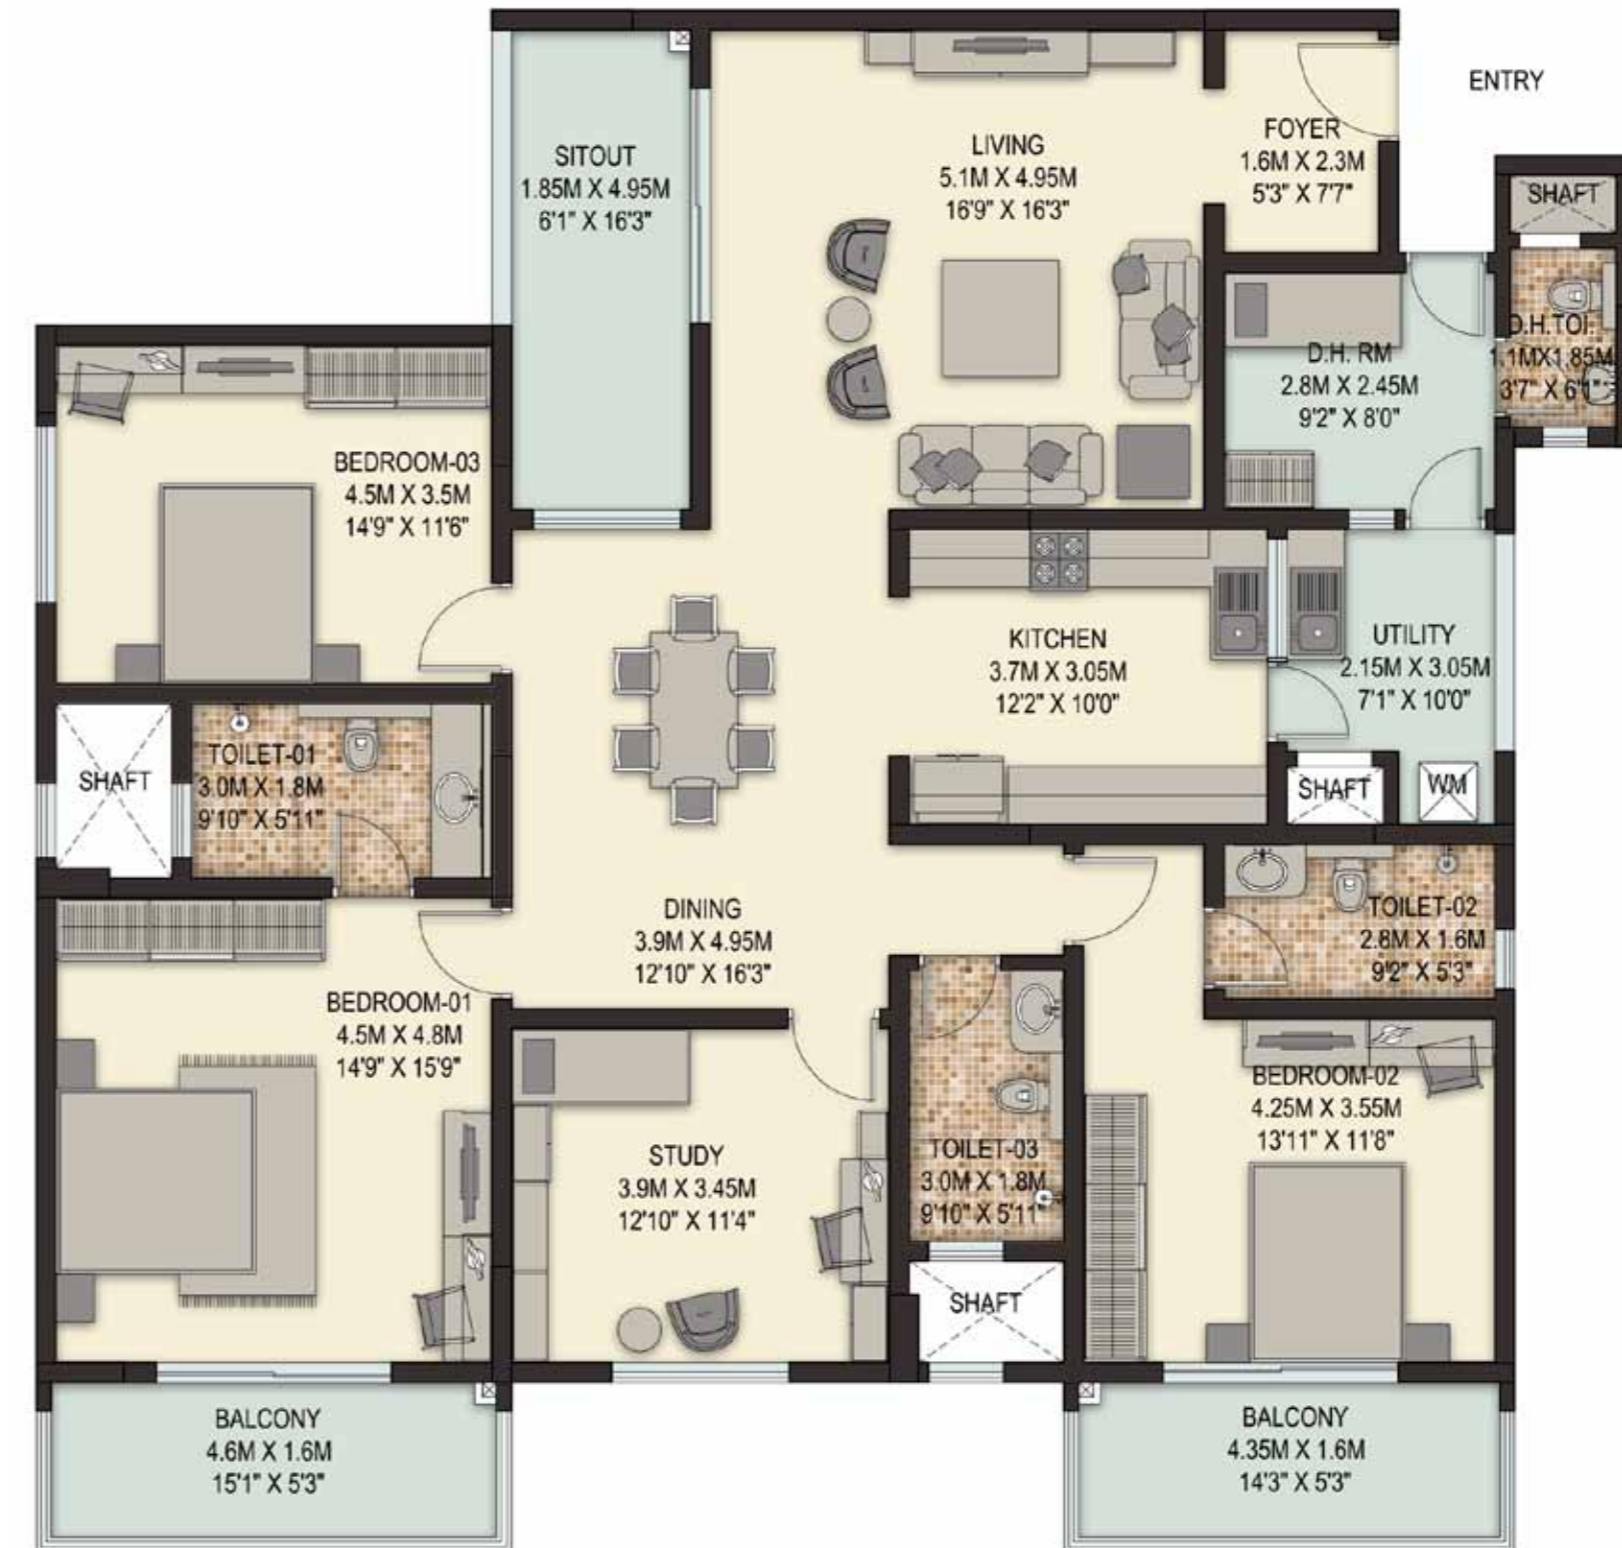 ENTRY
FOYER
1.6M X 2.3M
5'3" X 7'7"
LIVING
5.1M X 4.95M
16'9" X 16'3"
SITOUT
1.85M X 4.95M
6'1" X 16'3"
SHAFT
D.H.TOI.
1.1MX1.85M
3'7" X 6'1"
D.H. RM
2.8M X 2.45M
9'2" X 8'0"
BEDROOM-03
4.5M X 3.5M
14'9" X 11'6"
KITCHEN
3.7M X 3.05M
12'2" X 10'0"
UTILITY
2.15M X 3.05M
7'1" X 10'0"
SHAFT
TOILET-01
3.0M X 1.8M
9'10" X 5'11"
SHAFT
WM
DINING
3.9M X 4.95M
12'10" X 16'3"
TOILET-02
2.8M X 1.6M
9'2" X 5'3"
BEDROOM-01
4.5M X 4.8M
14'9" X 15'9"
BEDROOM-02
4.25M X 3.55M
13'11" X 11'8"
STUDY
3.9M X 3.45M
12'10" X 11'4"
TOILET-03
3.0M X 1.8M
9'10" X 5'11"
SHAFT
BALCONY
4.6M X 1.6M
15'1" X 5'3"
BALCONY
4.35M X 1.6M
14'3" X 5'3"